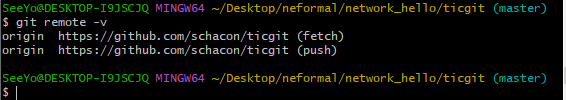 SeeYo@DESKTOP-I9JSCJQ MINGW64 ~/Desktop/neformal/network_hello/ticgit (master)
$ git remote -v
origin  https://github.com/schacon/ticgit (fetch)
origin  https://github.com/schacon/ticgit (push)
SeeYo@DESKTOP-I9JSCJQ MINGW64 ~/Desktop/neformal/network_hello/ticgit (master)
$